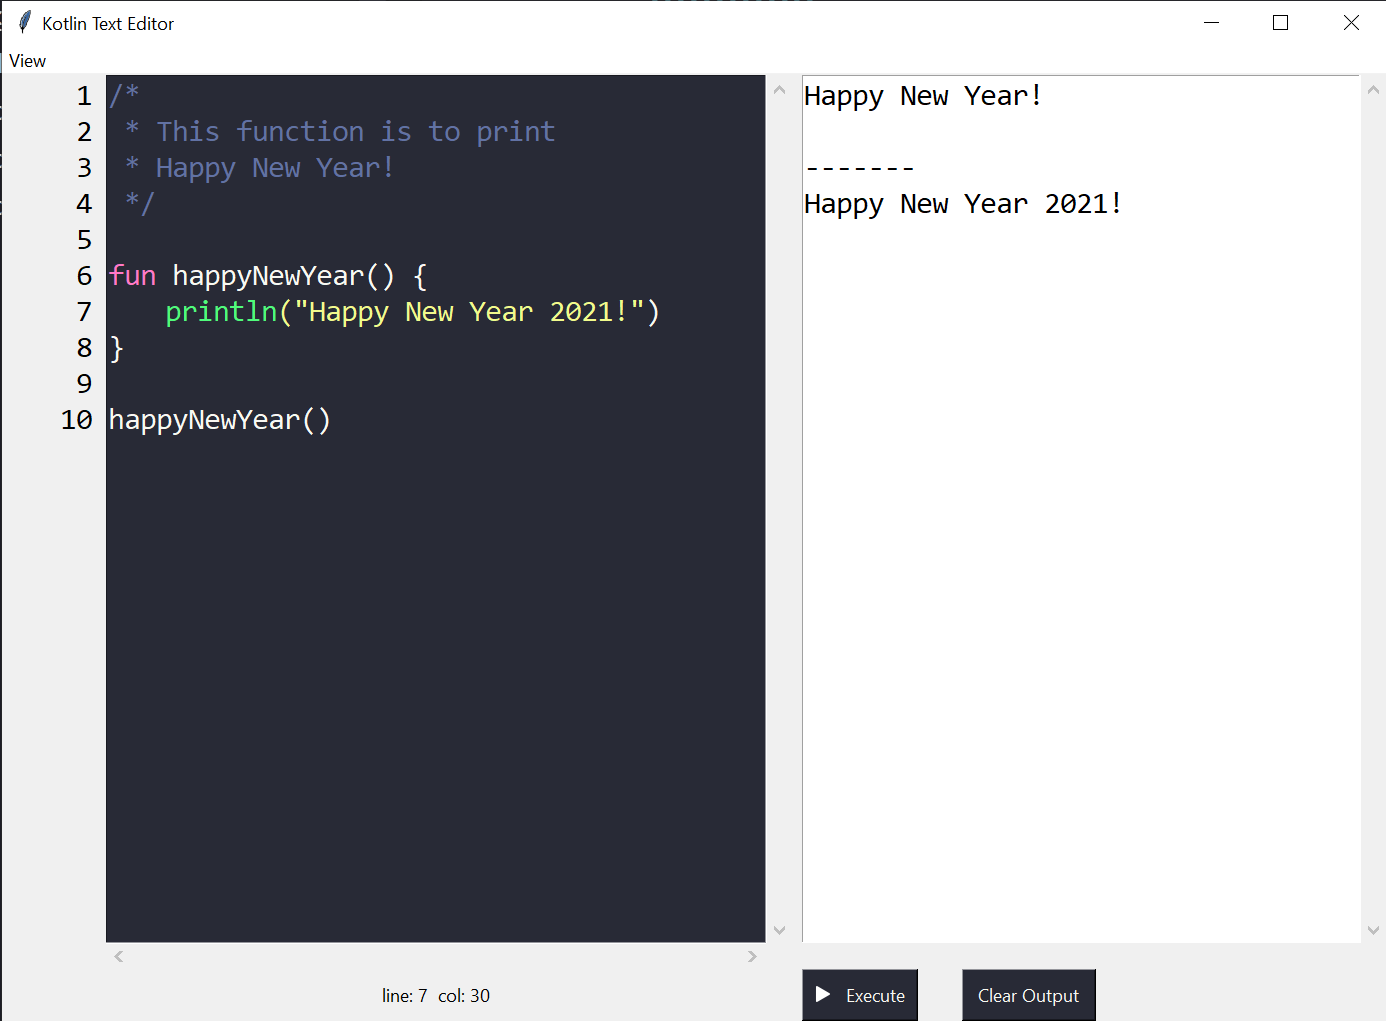 Kotlin Text Editor
View
1 /*
2  * This function is to print
3  * Happy New Year!
4  */
5
6 fun happyNewYear() {
7     println("Happy New Year 2021!")
8 }
9
10 happyNewYear()
Happy New Year!
-------
Happy New Year 2021!
line: 7 col: 30
Execute
Clear Output